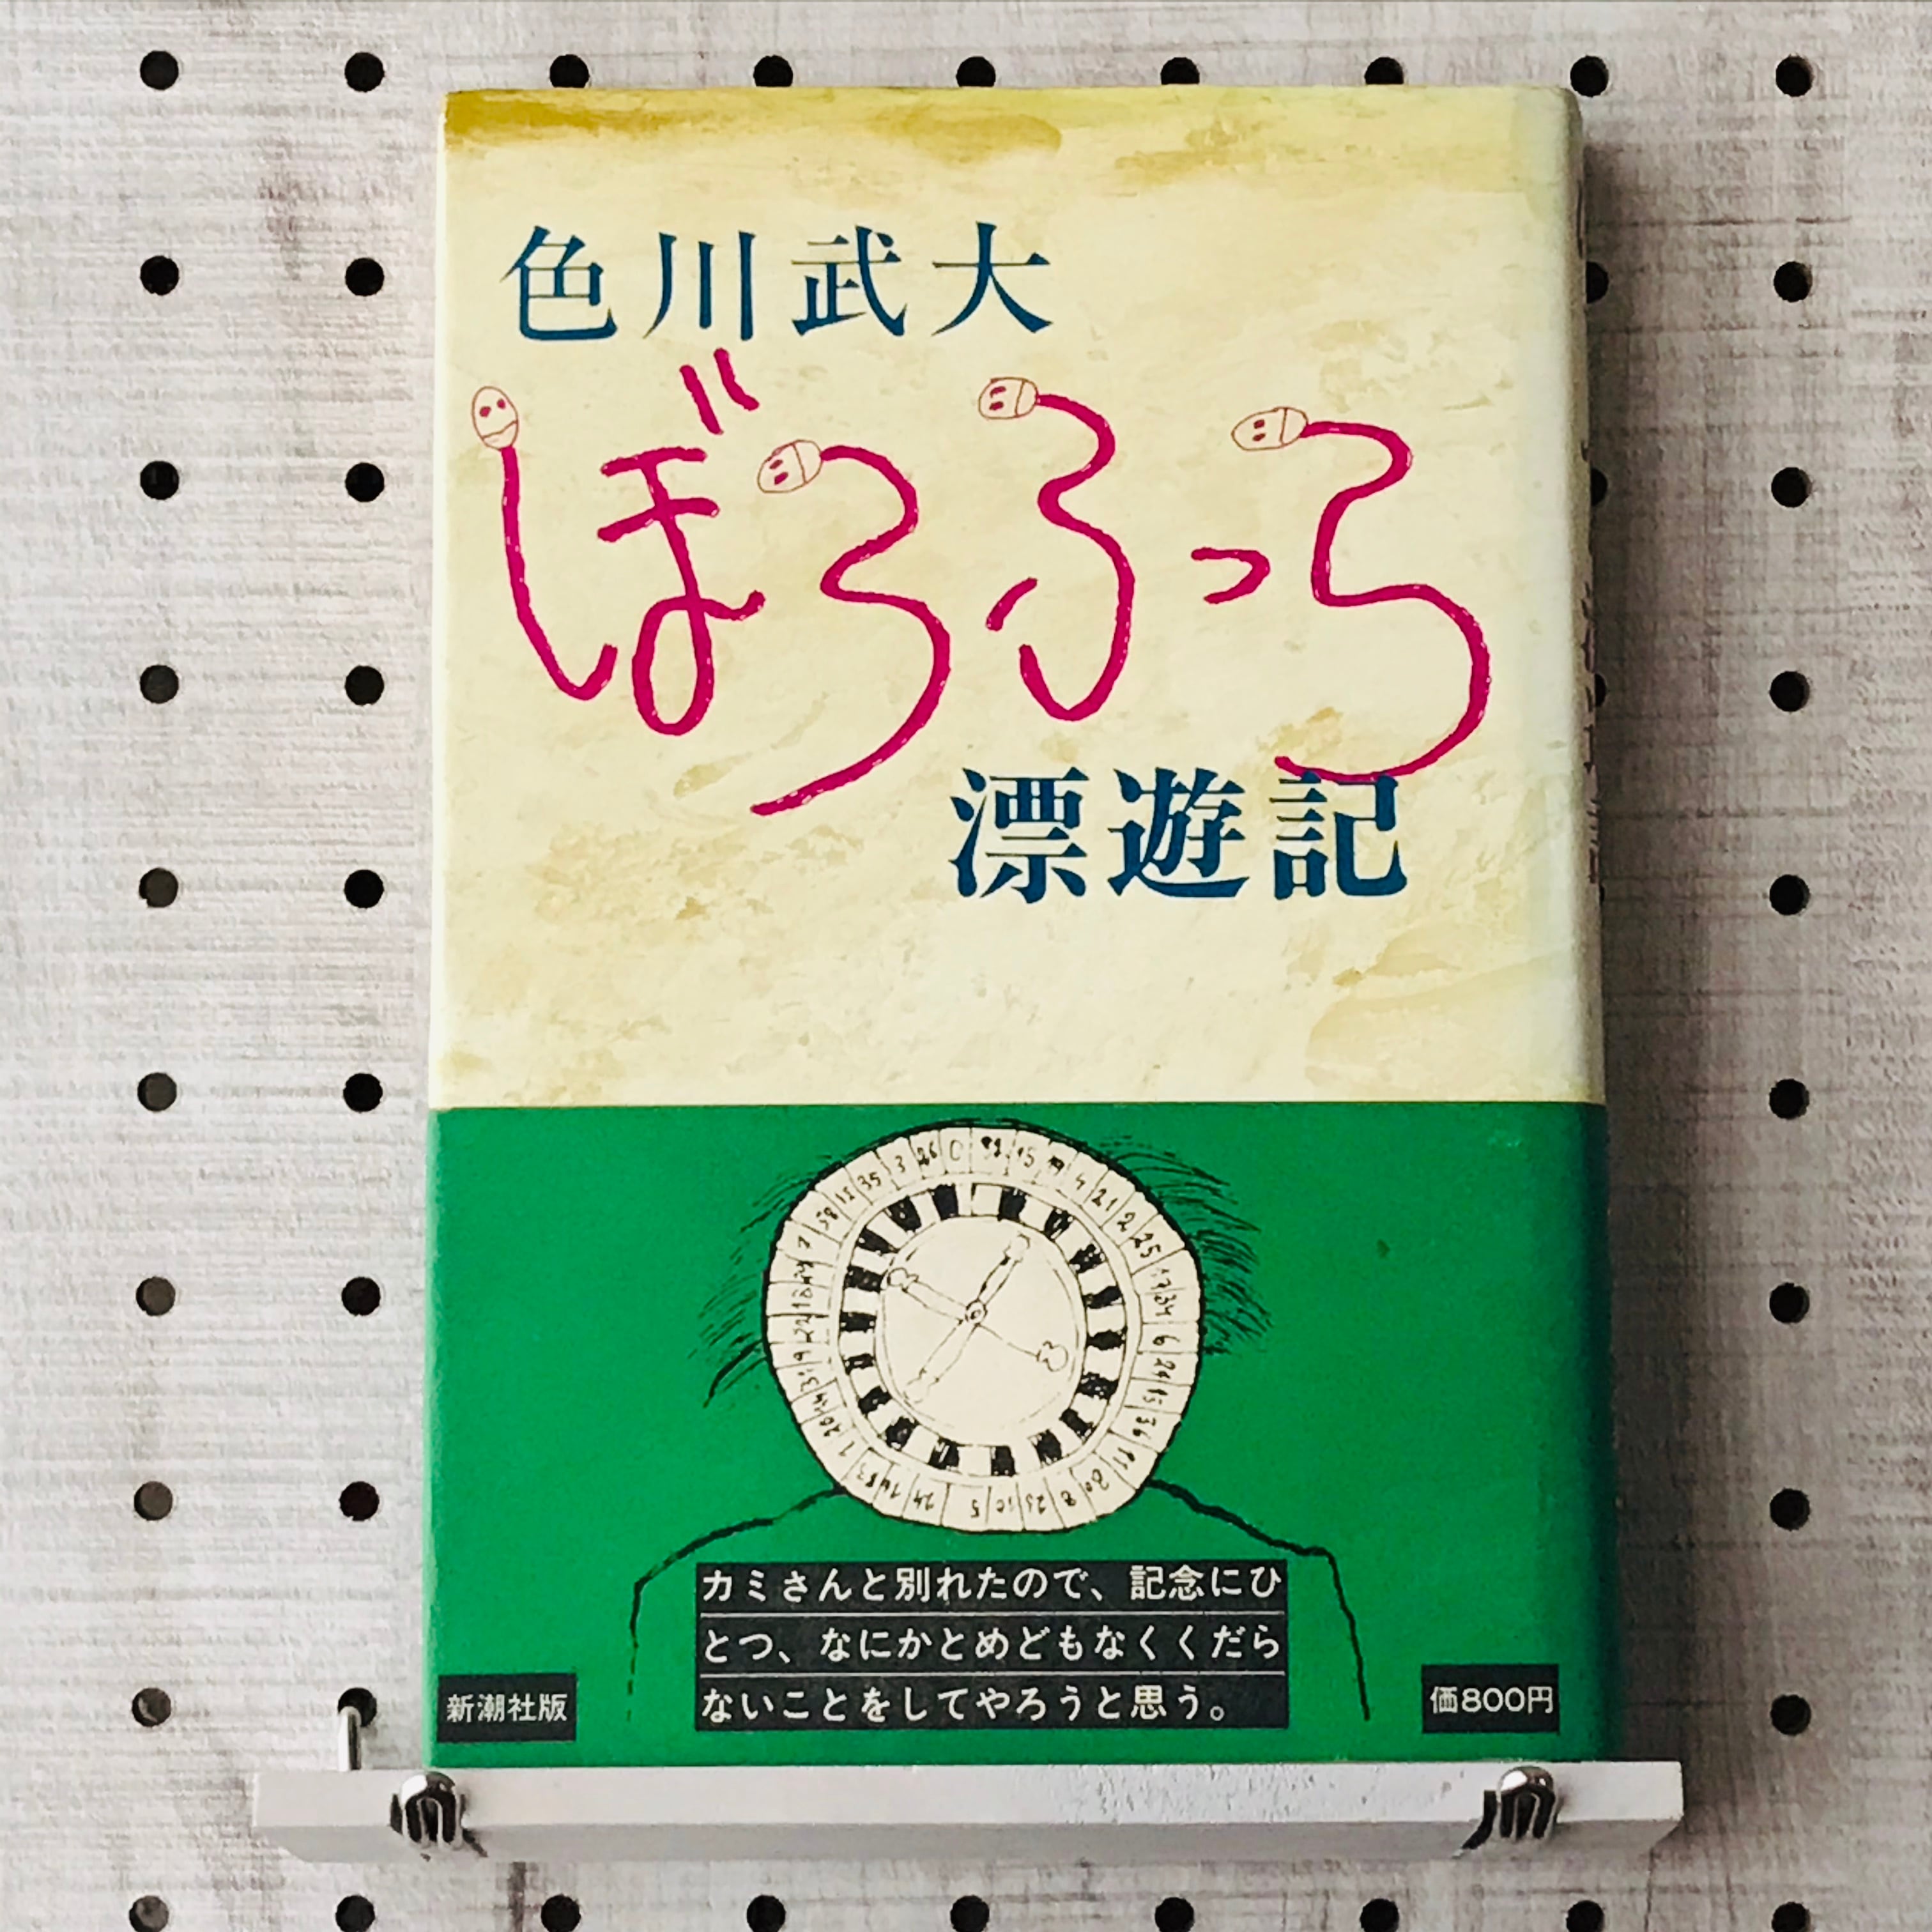 色川武大
ぼうふら
漂遊記
カミさんと別れたので、記念にひ
とつ、なにかとめどもなくくだら
ないことをしてやろうと思う。
新潮社版
価800円